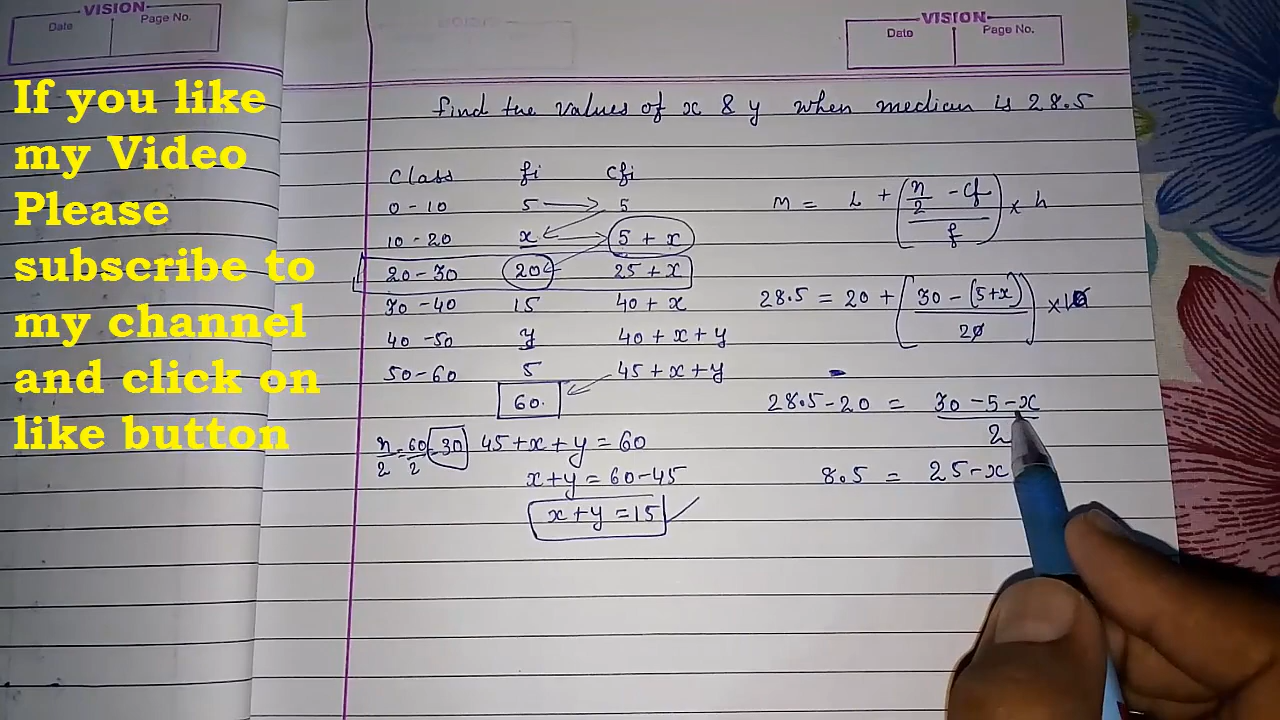 VISION
Date Page No.
VISION
Date Page No.
If you like
my Video
Please
subscribe to
my channel
and click on
like button
find the values of x & y when median is 28.5
Class fi cfi
0-10 5 → 5
10-20 x 5 + x
20-30 20 25 + x
30-40 15 40 + x
40-50 y 40 + x + y
50-60 5 45 + x + y
60.
n/2 = 60/2 = 30
45 + x + y = 60
x + y = 60 - 45
x + y = 15
M = L + (n/2 - cf / f) × h
28.5 = 20 + (30 - (5+x) / 20) × 10
28.5 - 20 = 30 - 5 - x / 2
8.5 = 25 - x